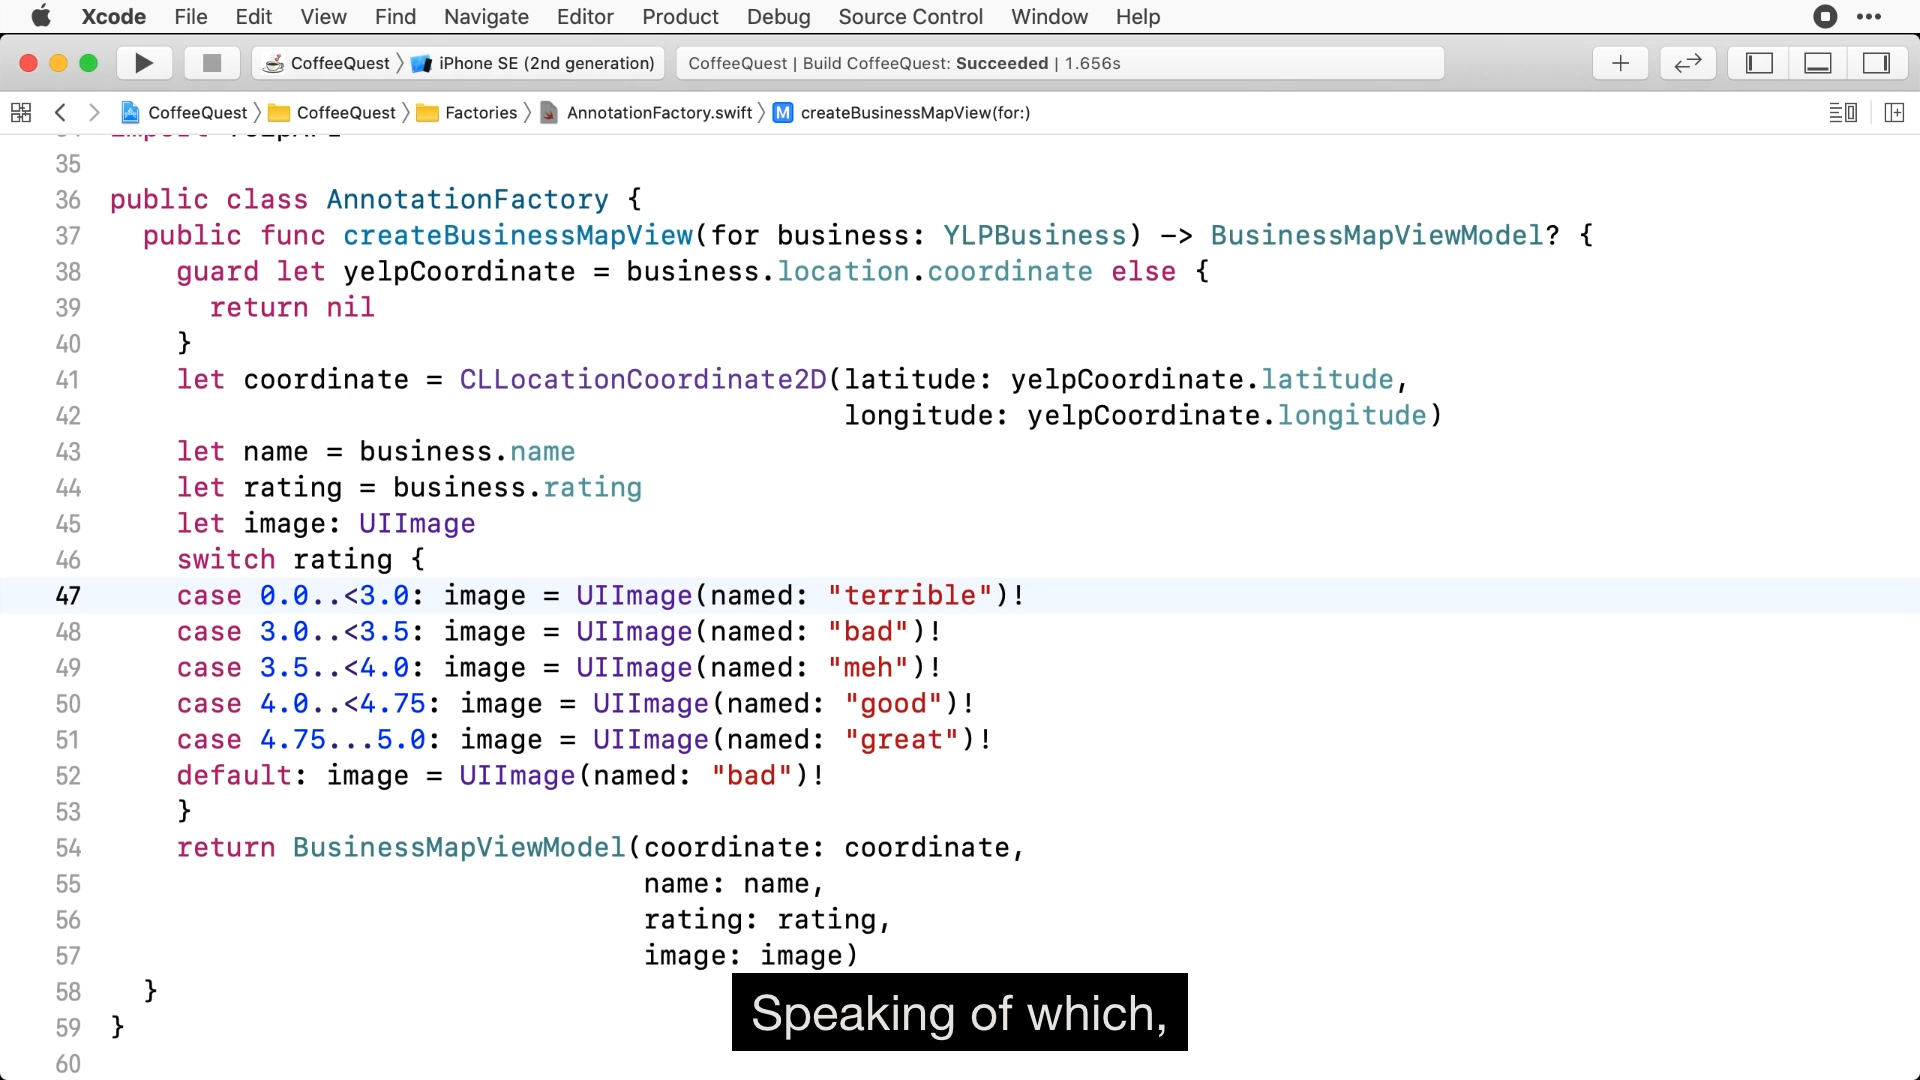 Xcode File Edit View Find Navigate Editor Product Debug Source Control Window Help
CoffeeQuest iPhone SE (2nd generation) CoffeeQuest | Build CoffeeQuest: Succeeded | 1.656s
CoffeeQuest CoffeeQuest Factories AnnotationFactory.swift M createBusinessMapView(for:)
35
36 public class AnnotationFactory {
37 public func createBusinessMapView(for business: YLPBusiness) -> BusinessMapViewModel? {
38 guard let yelpCoordinate = business.location.coordinate else {
39 return nil
40 }
41 let coordinate = CLLocationCoordinate2D(latitude: yelpCoordinate.latitude,
42 longitude: yelpCoordinate.longitude)
43 let name = business.name
44 let rating = business.rating
45 let image: UIImage
46 switch rating {
47 case 0.0..<3.0: image = UIImage(named: "terrible")!
48 case 3.0..<3.5: image = UIImage(named: "bad")!
49 case 3.5..<4.0: image = UIImage(named: "meh")!
50 case 4.0..<4.75: image = UIImage(named: "good")!
51 case 4.75...5.0: image = UIImage(named: "great")!
52 default: image = UIImage(named: "bad")!
53 }
54 return BusinessMapViewModel(coordinate: coordinate,
55 name: name,
56 rating: rating,
57 image: image)
58 }
59 }
60
Speaking of which,